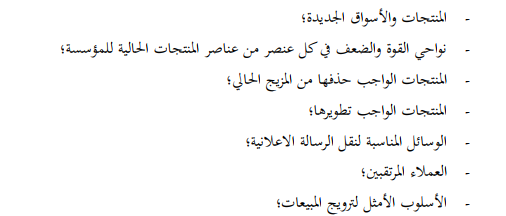 - المنتجات والأسواق الجديدة؛
- نواحي القوة والضعف في كل عنصر من عناصر المنتجات الحالية للمؤسسة؛
- المنتجات الواجب حذفها من المزيج الحالي؛
- المنتجات الواجب تطويرها؛
- الوسائل المناسبة لنقل الرسالة الاعلانية؛
- العملاء المرتقبين؛
- الأسلوب الأمثل لترويج المبيعات؛